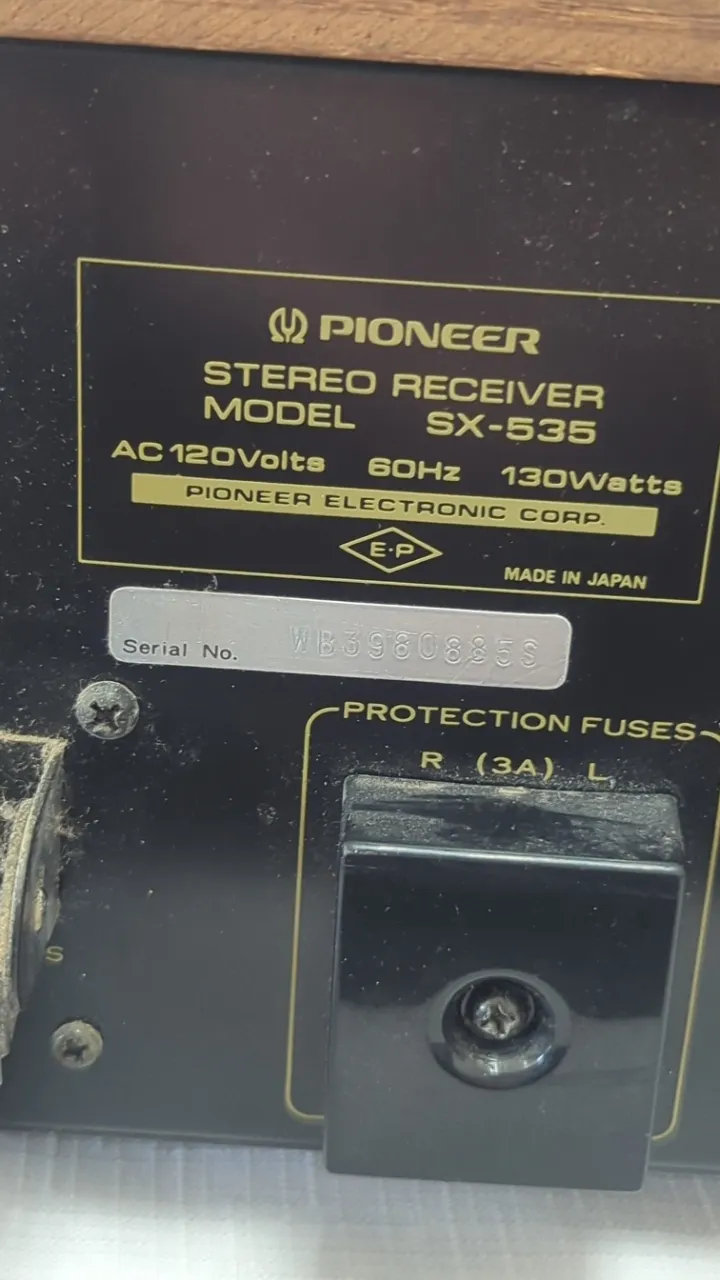 PIONEER
STEREO RECEIVER
MODEL SX-535
AC 120Volts 60Hz 130Watts
PIONEER ELECTRONIC CORP.
E·P
MADE IN JAPAN
Serial No.
PROTECTION FUSES
R (3A) L
S